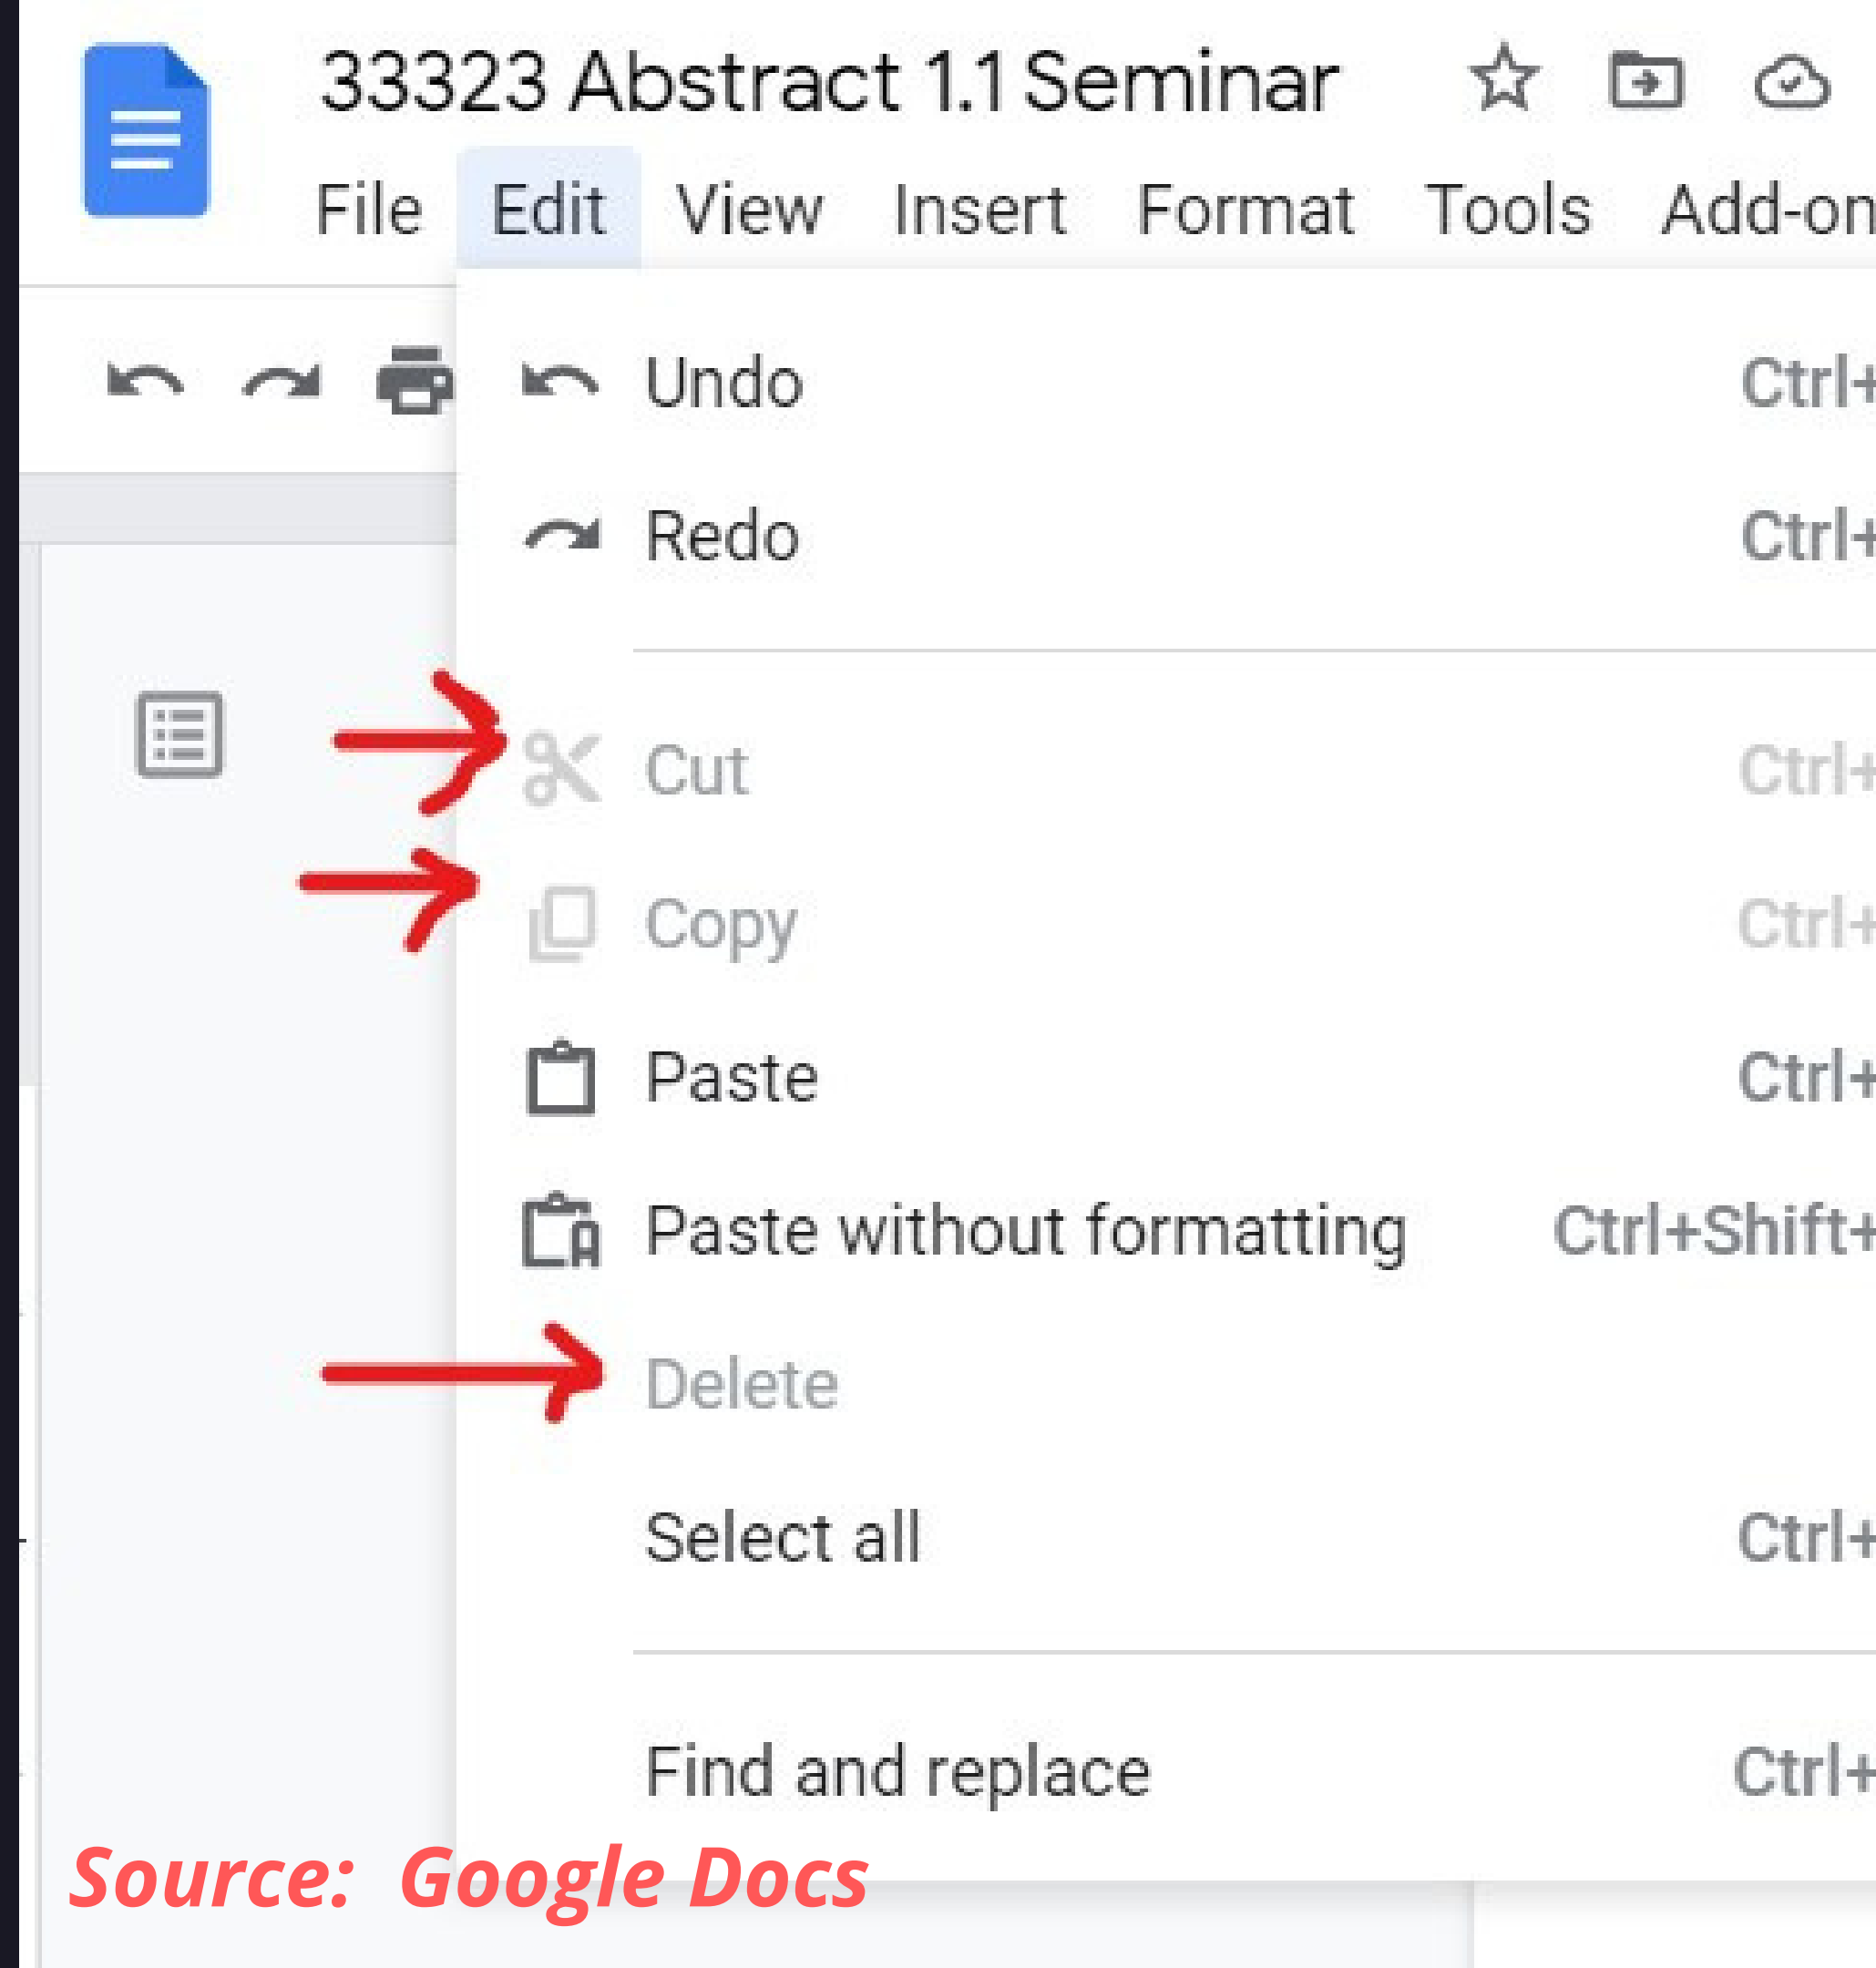 33323 Abstract 1.1 Seminar
File Edit View Insert Format Tools Add-on
Undo Ctrl+
Redo Ctrl+
Cut Ctrl+
Copy Ctrl+
Paste Ctrl+
Paste without formatting Ctrl+Shift+
Delete
Select all Ctrl+
Find and replace Ctrl+
Source: Google Docs